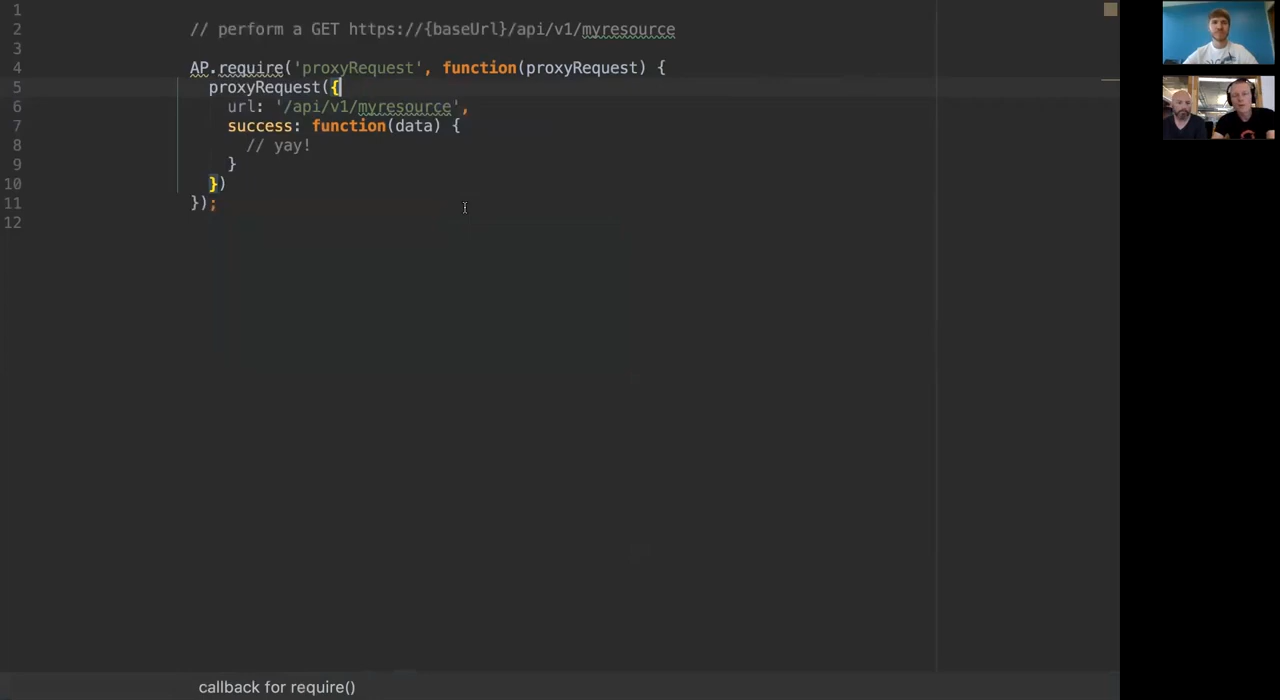 1
2 // perform a GET https://{baseUrl}/api/v1/myresource
3
4 AP.require('proxyRequest', function(proxyRequest) {
5 proxyRequest({
6 url: '/api/v1/myresource',
7 success: function(data) {
8 // yay!
9 }
10 })
11 });
12
callback for require()